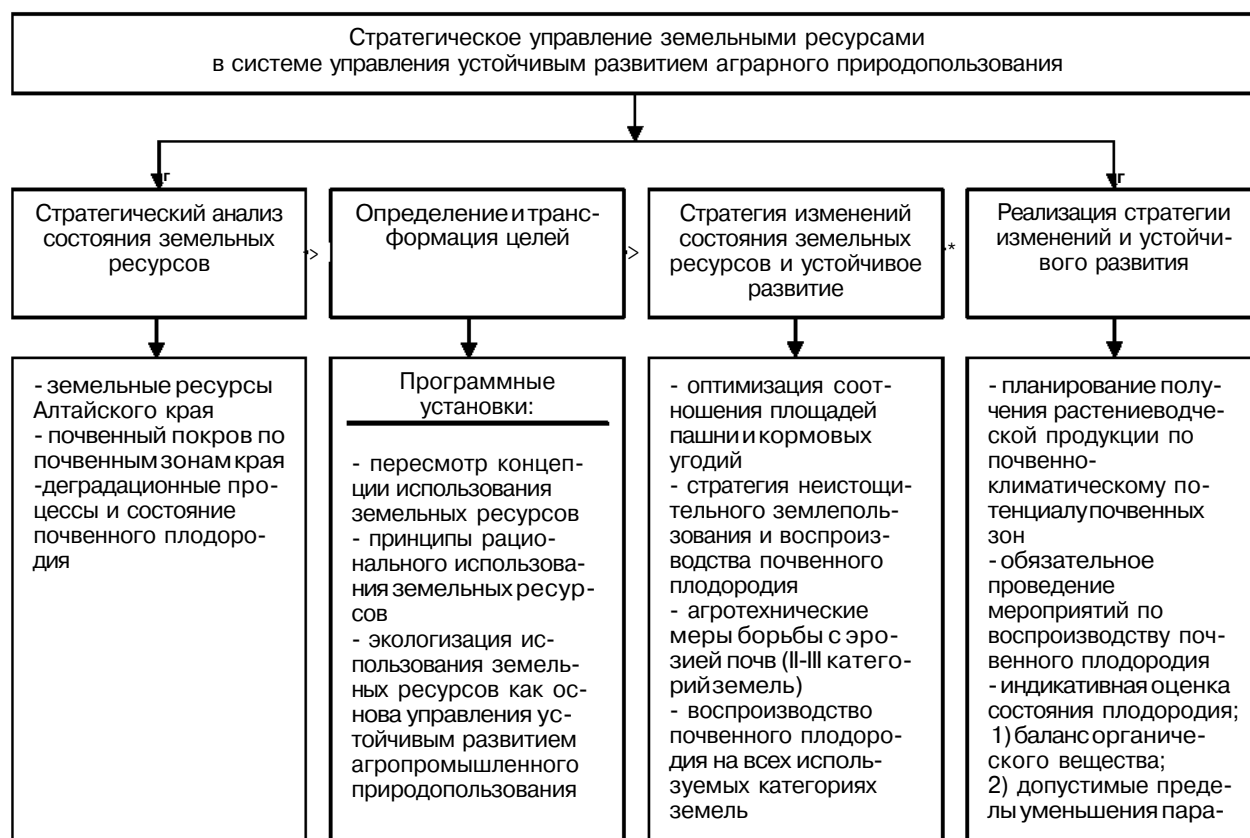 Стратегическое управление земельными ресурсами
в системе управления устойчивым развитием аграрного природопользования
Стратегический анализ
состояния земельных
ресурсов
Определение и транс-
формация целей
Стратегия изменений
состояния земельных
ресурсов и устойчивое
развитие
Реализация стратегии
изменений и устойчи-
вого развития
- земельные ресурсы
Алтайского края
- почвенный покров по
почвенным зонам края
-деградационные про-
цессы и состояние
почвенного плодоро-
дия
Программные
установки:
- пересмотр концеп-
ции использования
земельных ресурсов
- принципы рацио-
нального использова-
ния земельных ресур-
сов
- экологизация ис-
пользования земель-
ных ресурсов как ос-
нова управления ус-
тойчивым развитием
агропромышленного
природопользования
- оптимизация соот-
ношения площадей
пашни и кормовых
угодий
- стратегия неистощи-
тельного землеполь-
зования и воспроиз-
водства почвенного
плодородия
- агротехнические
меры борьбы с эро-
зией почв (II-III катего-
рий земель)
- воспроизводство
почвенного плодоро-
дия на всех исполь-
зуемых категориях
земель
- планирование полу-
чения растениеводче-
ской продукции по
почвенно-
климатическому по-
тенциалу почвенных
зон
- обязательное
проведение
мероприятий по
воспроизводству поч-
венного плодородия
- индикативная оценка
состояния плодородия;
1) баланс органиче-
ского вещества;
2) допустимые преде-
лы уменьшения пара-